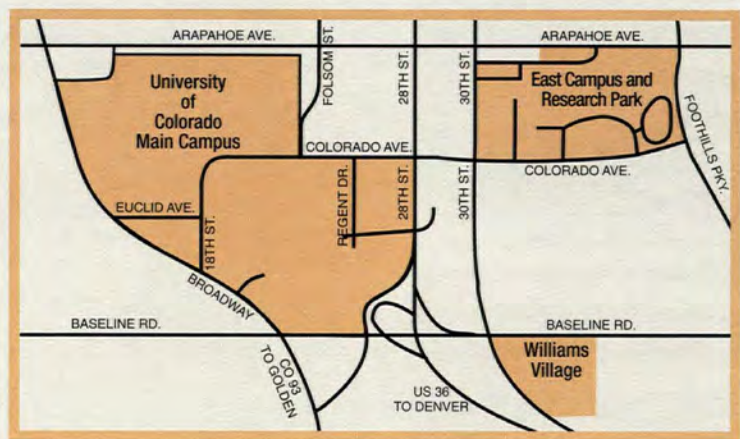 ARAPAHOE AVE.
ARAPAHOE AVE.
FOLSOM ST.
28TH ST.
30TH ST.
University
of
Colorado
Main Campus
East Campus and
Research Park
FOOTHILLS PKY.
COLORADO AVE.
COLORADO AVE.
EUCLID AVE.
18TH ST.
REGENT DR.
28TH ST.
30TH ST.
BROADWAY
BASELINE RD.
BASELINE RD.
CO 93
TO GOLDEN
US 36
TO DENVER
Williams
Village